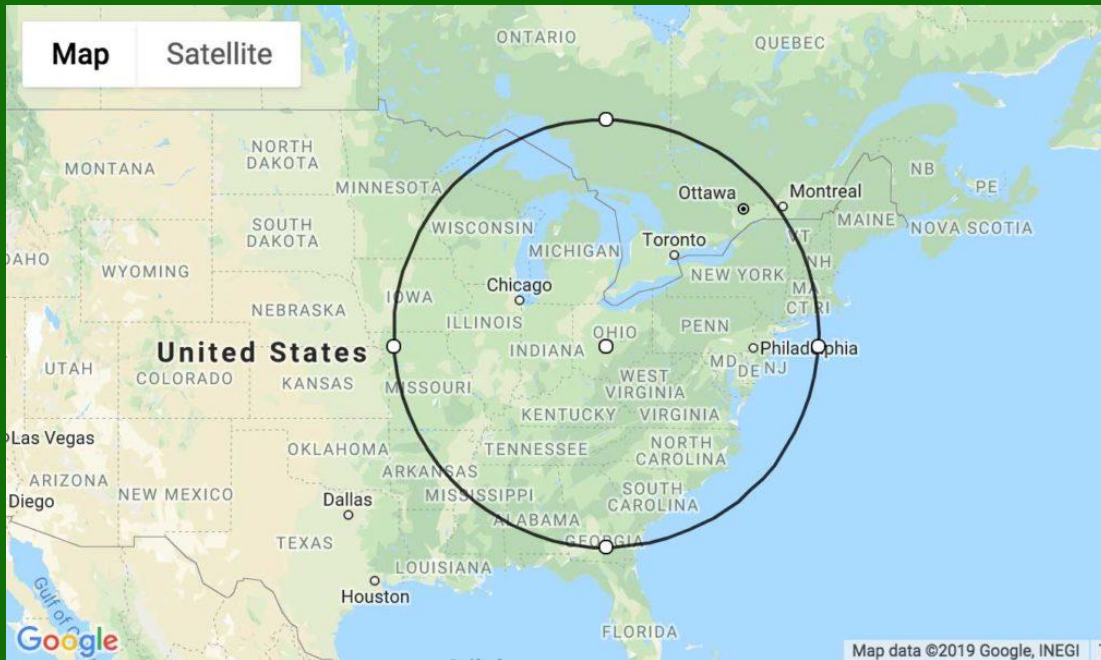 Map Satellite
ONTARIO
QUEBEC
NORTH
DAKOTA
MONTANA
MINNESOTA
Ottawa
Montreal
NB
PE
MAINE
NOVA SCOTIA
SOUTH
DAKOTA
WISCONSIN
MICHIGAN
Toronto
VT
NH
NEW YORK
WYOMING
Chicago
IOWA
MA
CT RI
NEBRASKA
ILLINOIS
OHIO
PENN
United States
INDIANA
Philadelphia
MD
DE
NJ
UTAH
COLORADO
KANSAS
MISSOURI
WEST
VIRGINIA
KENTUCKY
VIRGINIA
Las Vegas
OKLAHOMA
TENNESSEE
NORTH
CAROLINA
ARIZONA
NEW MEXICO
ARKANSAS
MISSISSIPPI
SOUTH
CAROLINA
Diego
Dallas
ALABAMA
GEORGIA
TEXAS
LOUISIANA
Houston
Gulf of
FLORIDA
Google
Map data ©2019 Google, INEGI